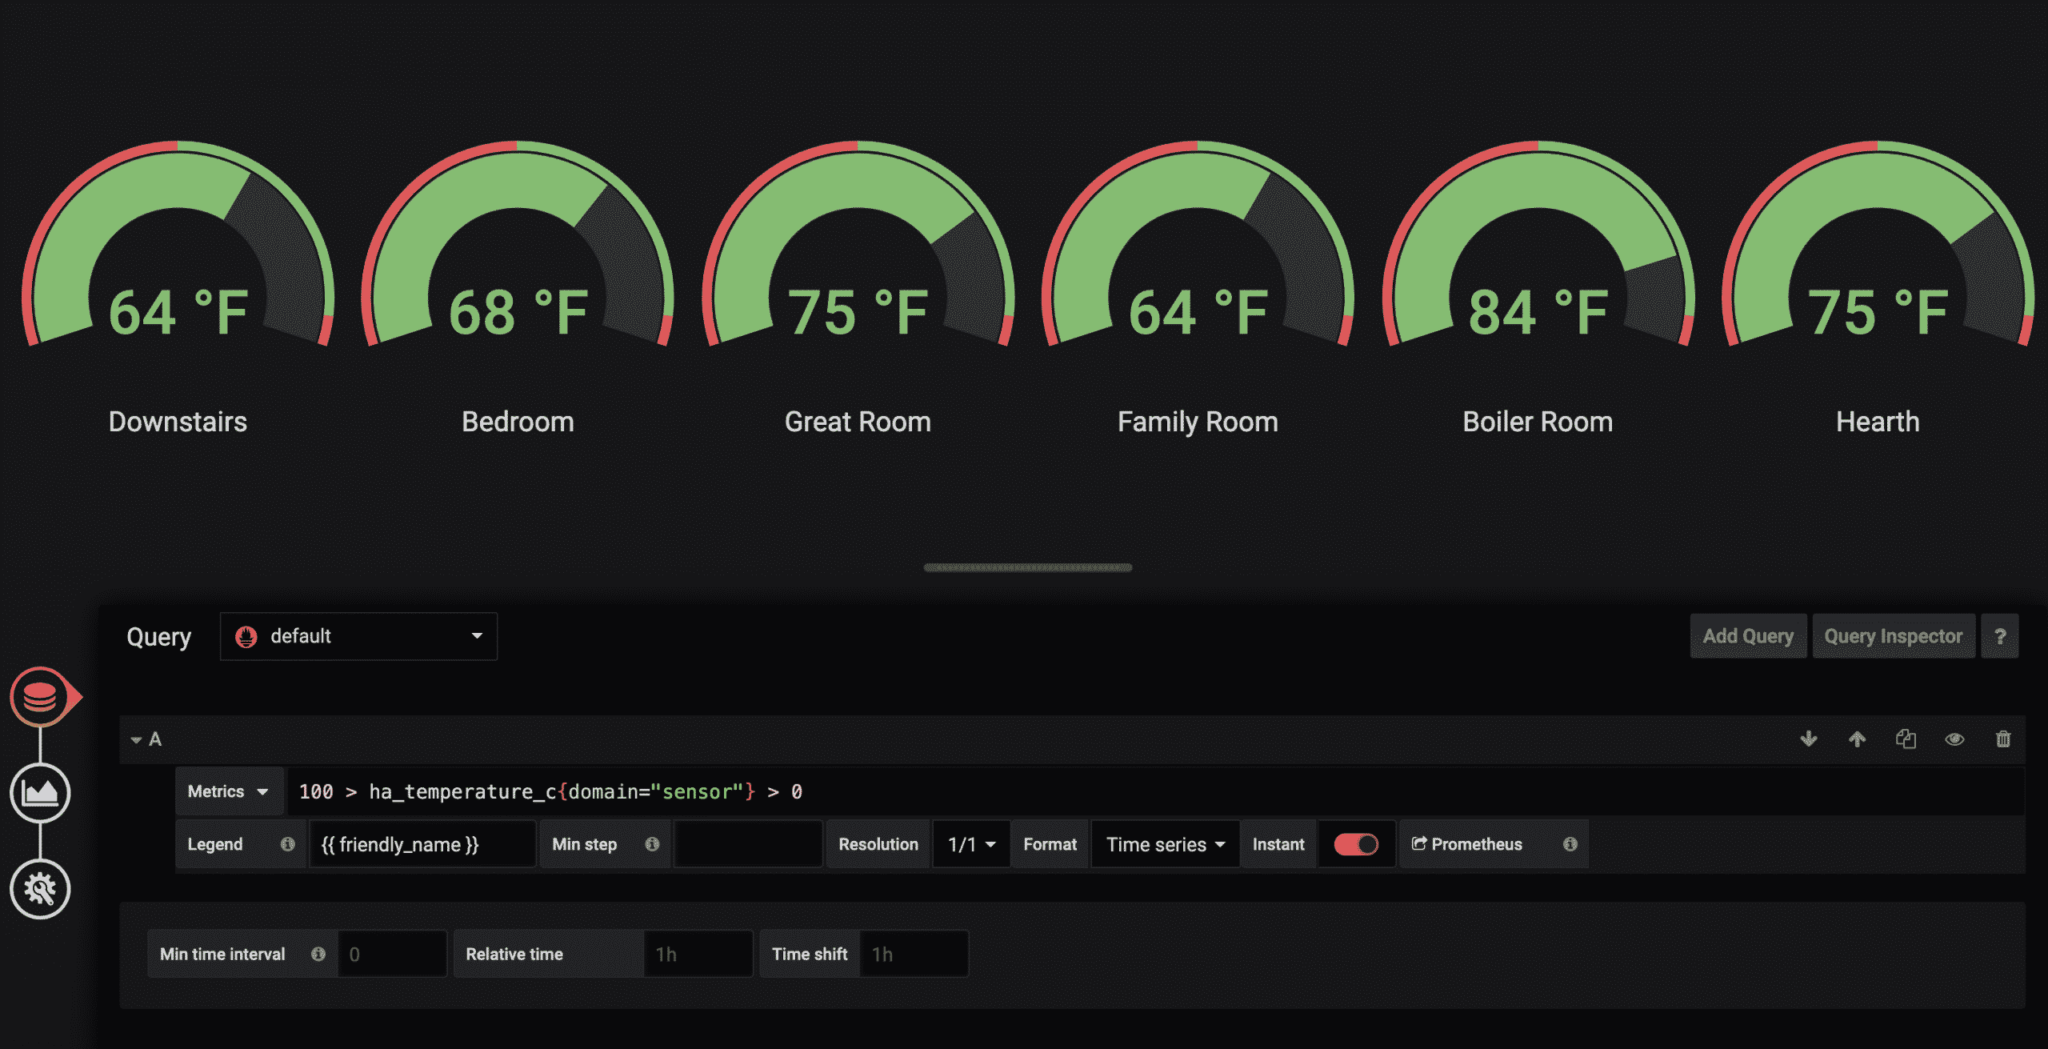 64 °F 68 °F 75 °F 64 °F 84 °F 75 °F
Downstairs Bedroom Great Room Family Room Boiler Room Hearth
Query default Add Query Query Inspector ?
A
Metrics 100 > ha_temperature_c{domain="sensor"} > 0
Legend {{ friendly_name }} Min step Resolution 1/1 Format Time series Instant Prometheus
Min time interval 0 Relative time 1h Time shift 1h